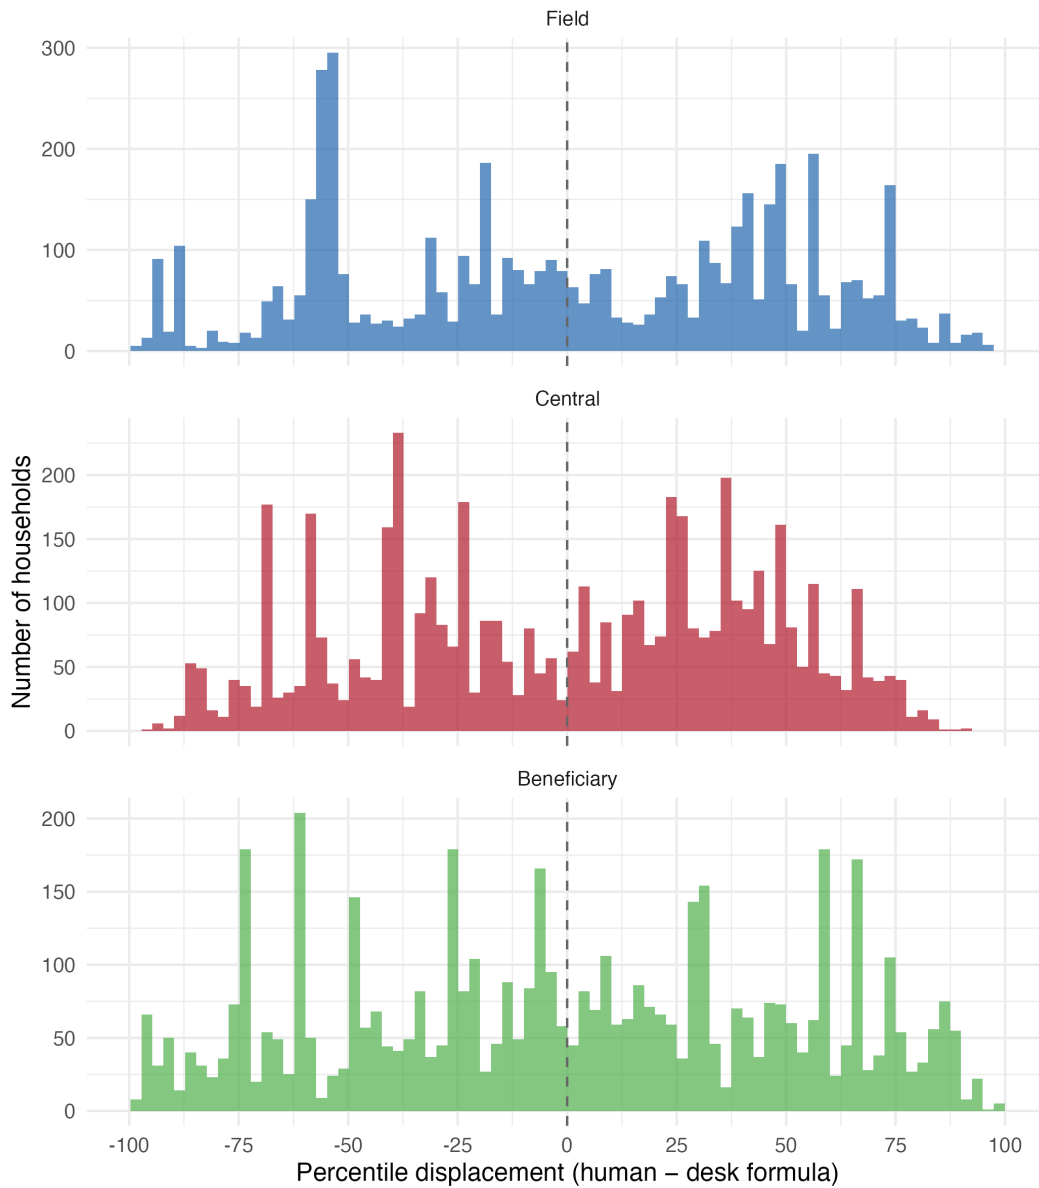 Field
300
200
100
0
Central
200
150
100
50
0
Beneficiary
200
150
100
50
0
-100 -75 -50 -25 0 25 50 75 100
Percentile displacement (human – desk formula)
Number of households